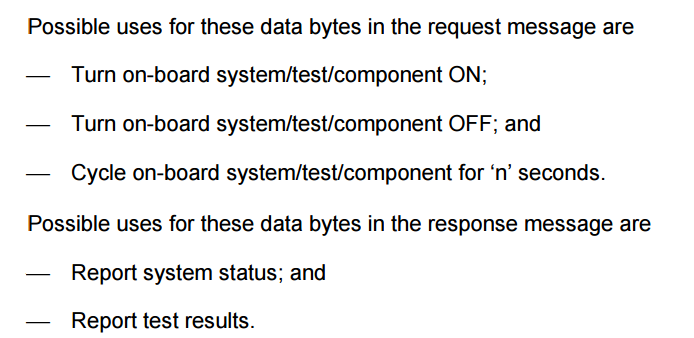 Possible uses for these data bytes in the request message are
— Turn on-board system/test/component ON;
— Turn on-board system/test/component OFF; and
— Cycle on-board system/test/component for ‘n’ seconds.
Possible uses for these data bytes in the response message are
— Report system status; and
— Report test results.